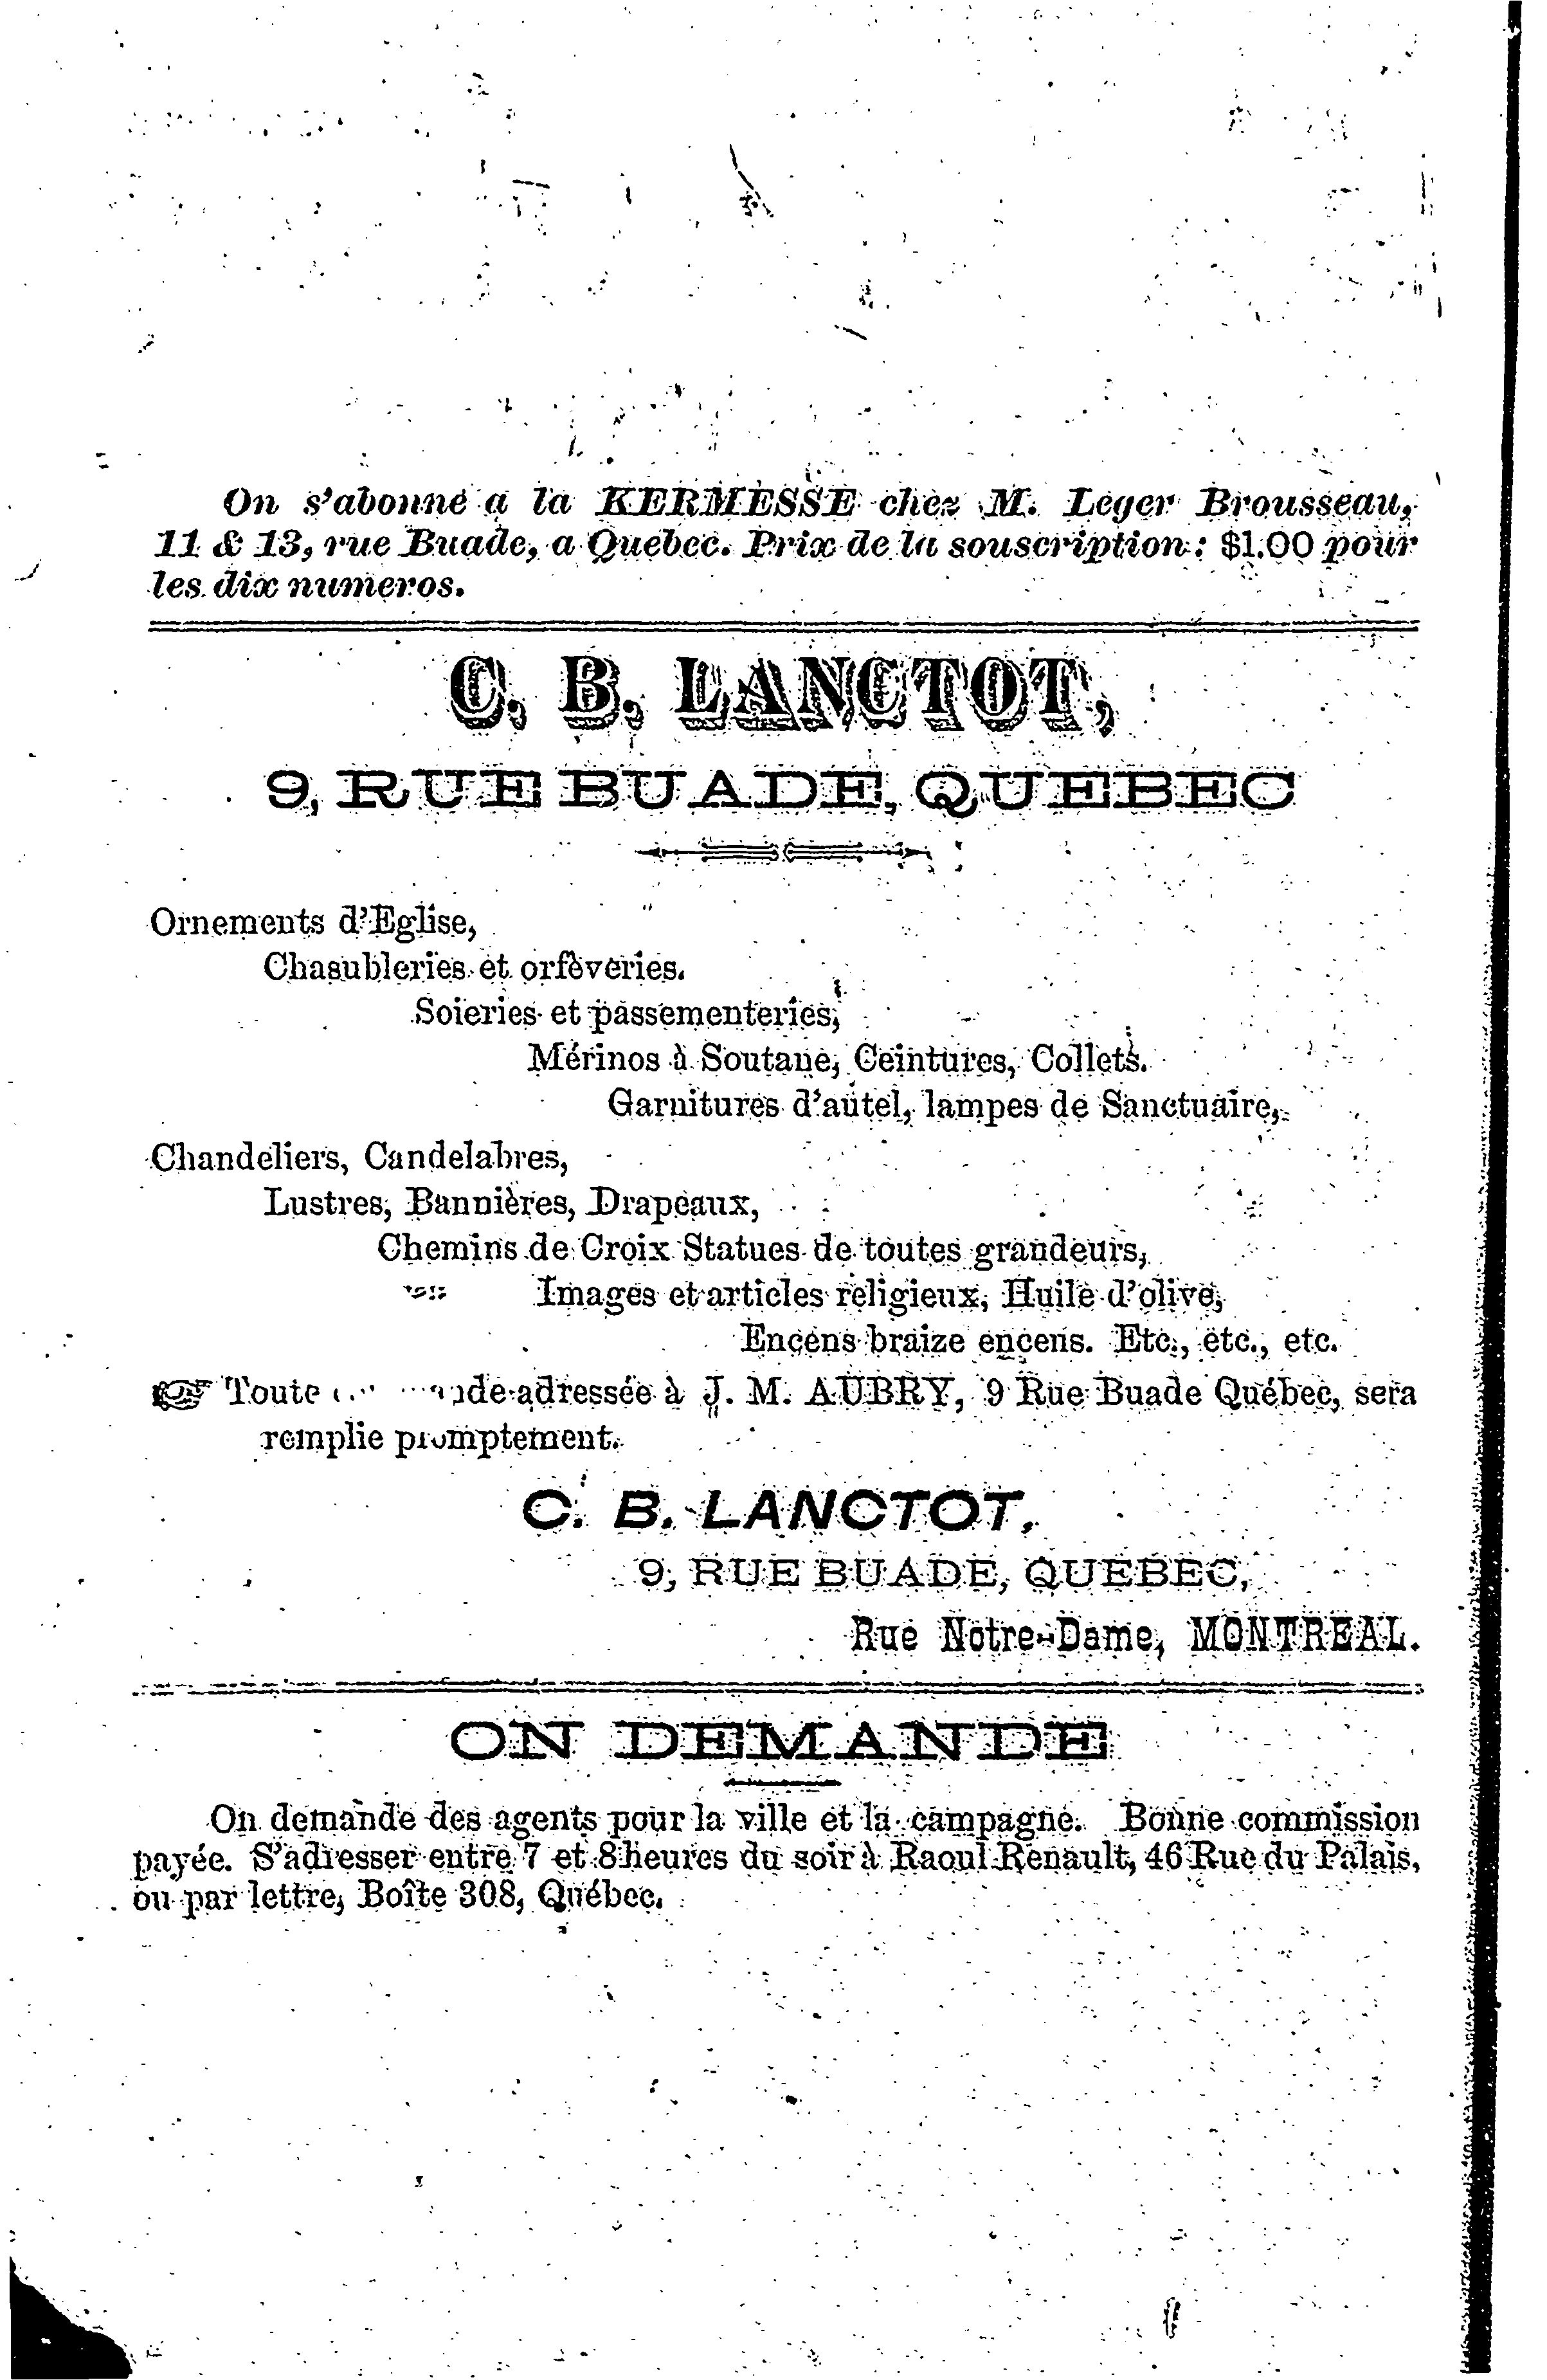 On s'abonne a la KERMESSE chez M. Leger Brousseau,
11 & 13, rue Buade, a Quebec. Prix de la souscription: $1.00 pour
les dix numeros.
C. B. LANCTOT,
9, RUE BUADE, QUEBEC
Ornements d'Eglise,
Chasubleries et orfèveries.
Soieries et passementeries,
Mérinos à Soutane, Ceintures, Collets.
Garnitures d'autel, lampes de Sanctuaire,
Chandeliers, Candelabres,
Lustres, Bannières, Drapeaux,
Chemins de Croix Statues de toutes grandeurs,
Images et articles religieux, Huile d'olive,
Encens braize encens. Etc., etc., etc.
☞ Toute adressée à J. M. AUBRY, 9 Rue Buade Québec, sera
remplie promptement.
C. B. LANCTOT,
9, RUE BUADE, QUEBEC,
Rue Notre-Dame, MONTREAL.
ON DEMANDE
On demande des agents pour la ville et la campagne. Bonne commission
payée. S'adresser entre 7 et 8 heures du soir à Raoul Renault, 46 Rue du Palais,
ou par lettre, Boîte 308, Québec.